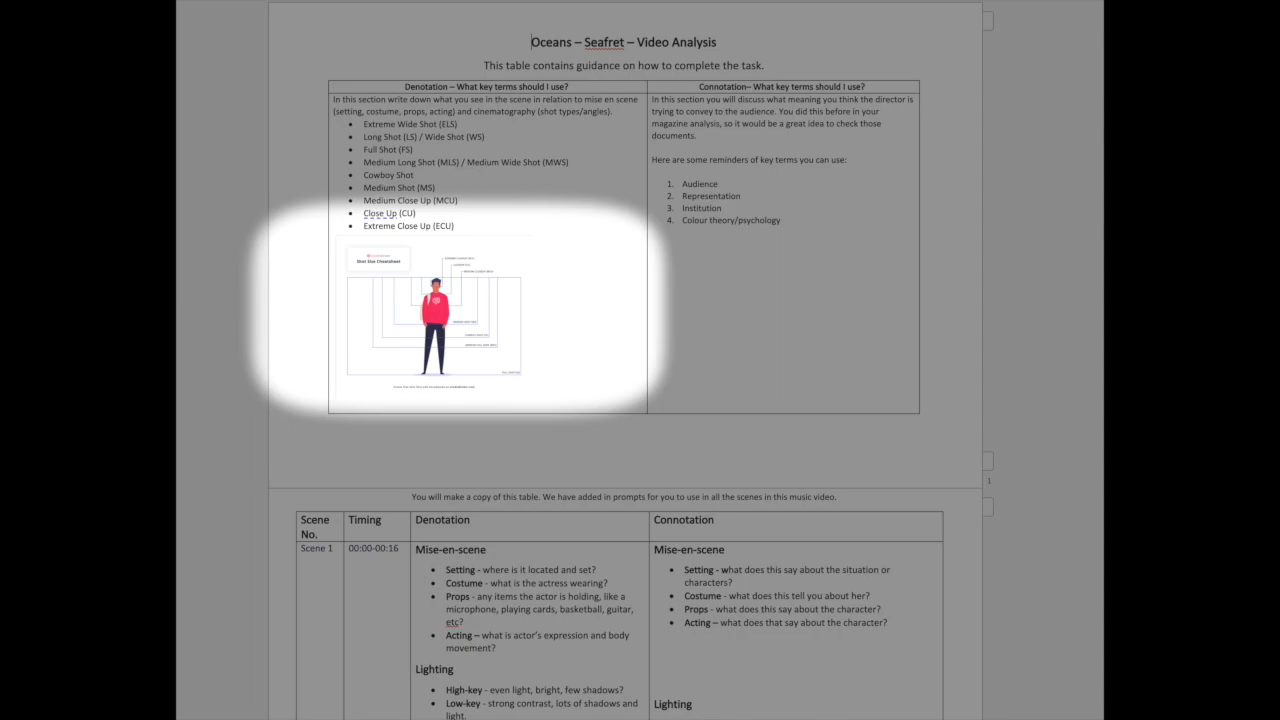 Oceans – Seafret – Video Analysis
This table contains guidance on how to complete the task.
Denotation – What key terms should I use?
In this section write down what you see in the scene in relation to mise en scene
(setting, costume, props, acting) and cinematography (shot types/angles).
• Extreme Wide Shot (ELS)
• Long Shot (LS) / Wide Shot (WS)
• Full Shot (FS)
• Medium Long Shot (MLS) / Medium Wide Shot (MWS)
• Cowboy Shot
• Medium Shot (MS)
• Medium Close Up (MCU)
• Close Up (CU)
• Extreme Close Up (ECU)
Shot Size Cheatsheet
Connotation– What key terms should I use?
In this section you will discuss what meaning you think the director is
trying to convey to the audience. You did this before in your
magazine analysis, so it would be a great idea to check those
documents.
Here are some reminders of key terms you can use:
1. Audience
2. Representation
3. Institution
4. Colour theory/psychology
1
You will make a copy of this table. We have added in prompts for you to use in all the scenes in this music video.
Scene
No.
Timing
Denotation
Connotation
Scene 1
00:00-00:16
Mise-en-scene
• Setting - where is it located and set?
• Costume - what is the actress wearing?
• Props - any items the actor is holding, like a
microphone, playing cards, basketball, guitar,
etc?
• Acting – what is actor's expression and body
movement?
Lighting
• High-key - even light, bright, few shadows?
• Low-key - strong contrast, lots of shadows and
light.
Mise-en-scene
• Setting - what does this say about the situation or
characters?
• Costume - what does this tell you about her?
• Props - what does this say about the character?
• Acting – what does that say about the character?
Lighting